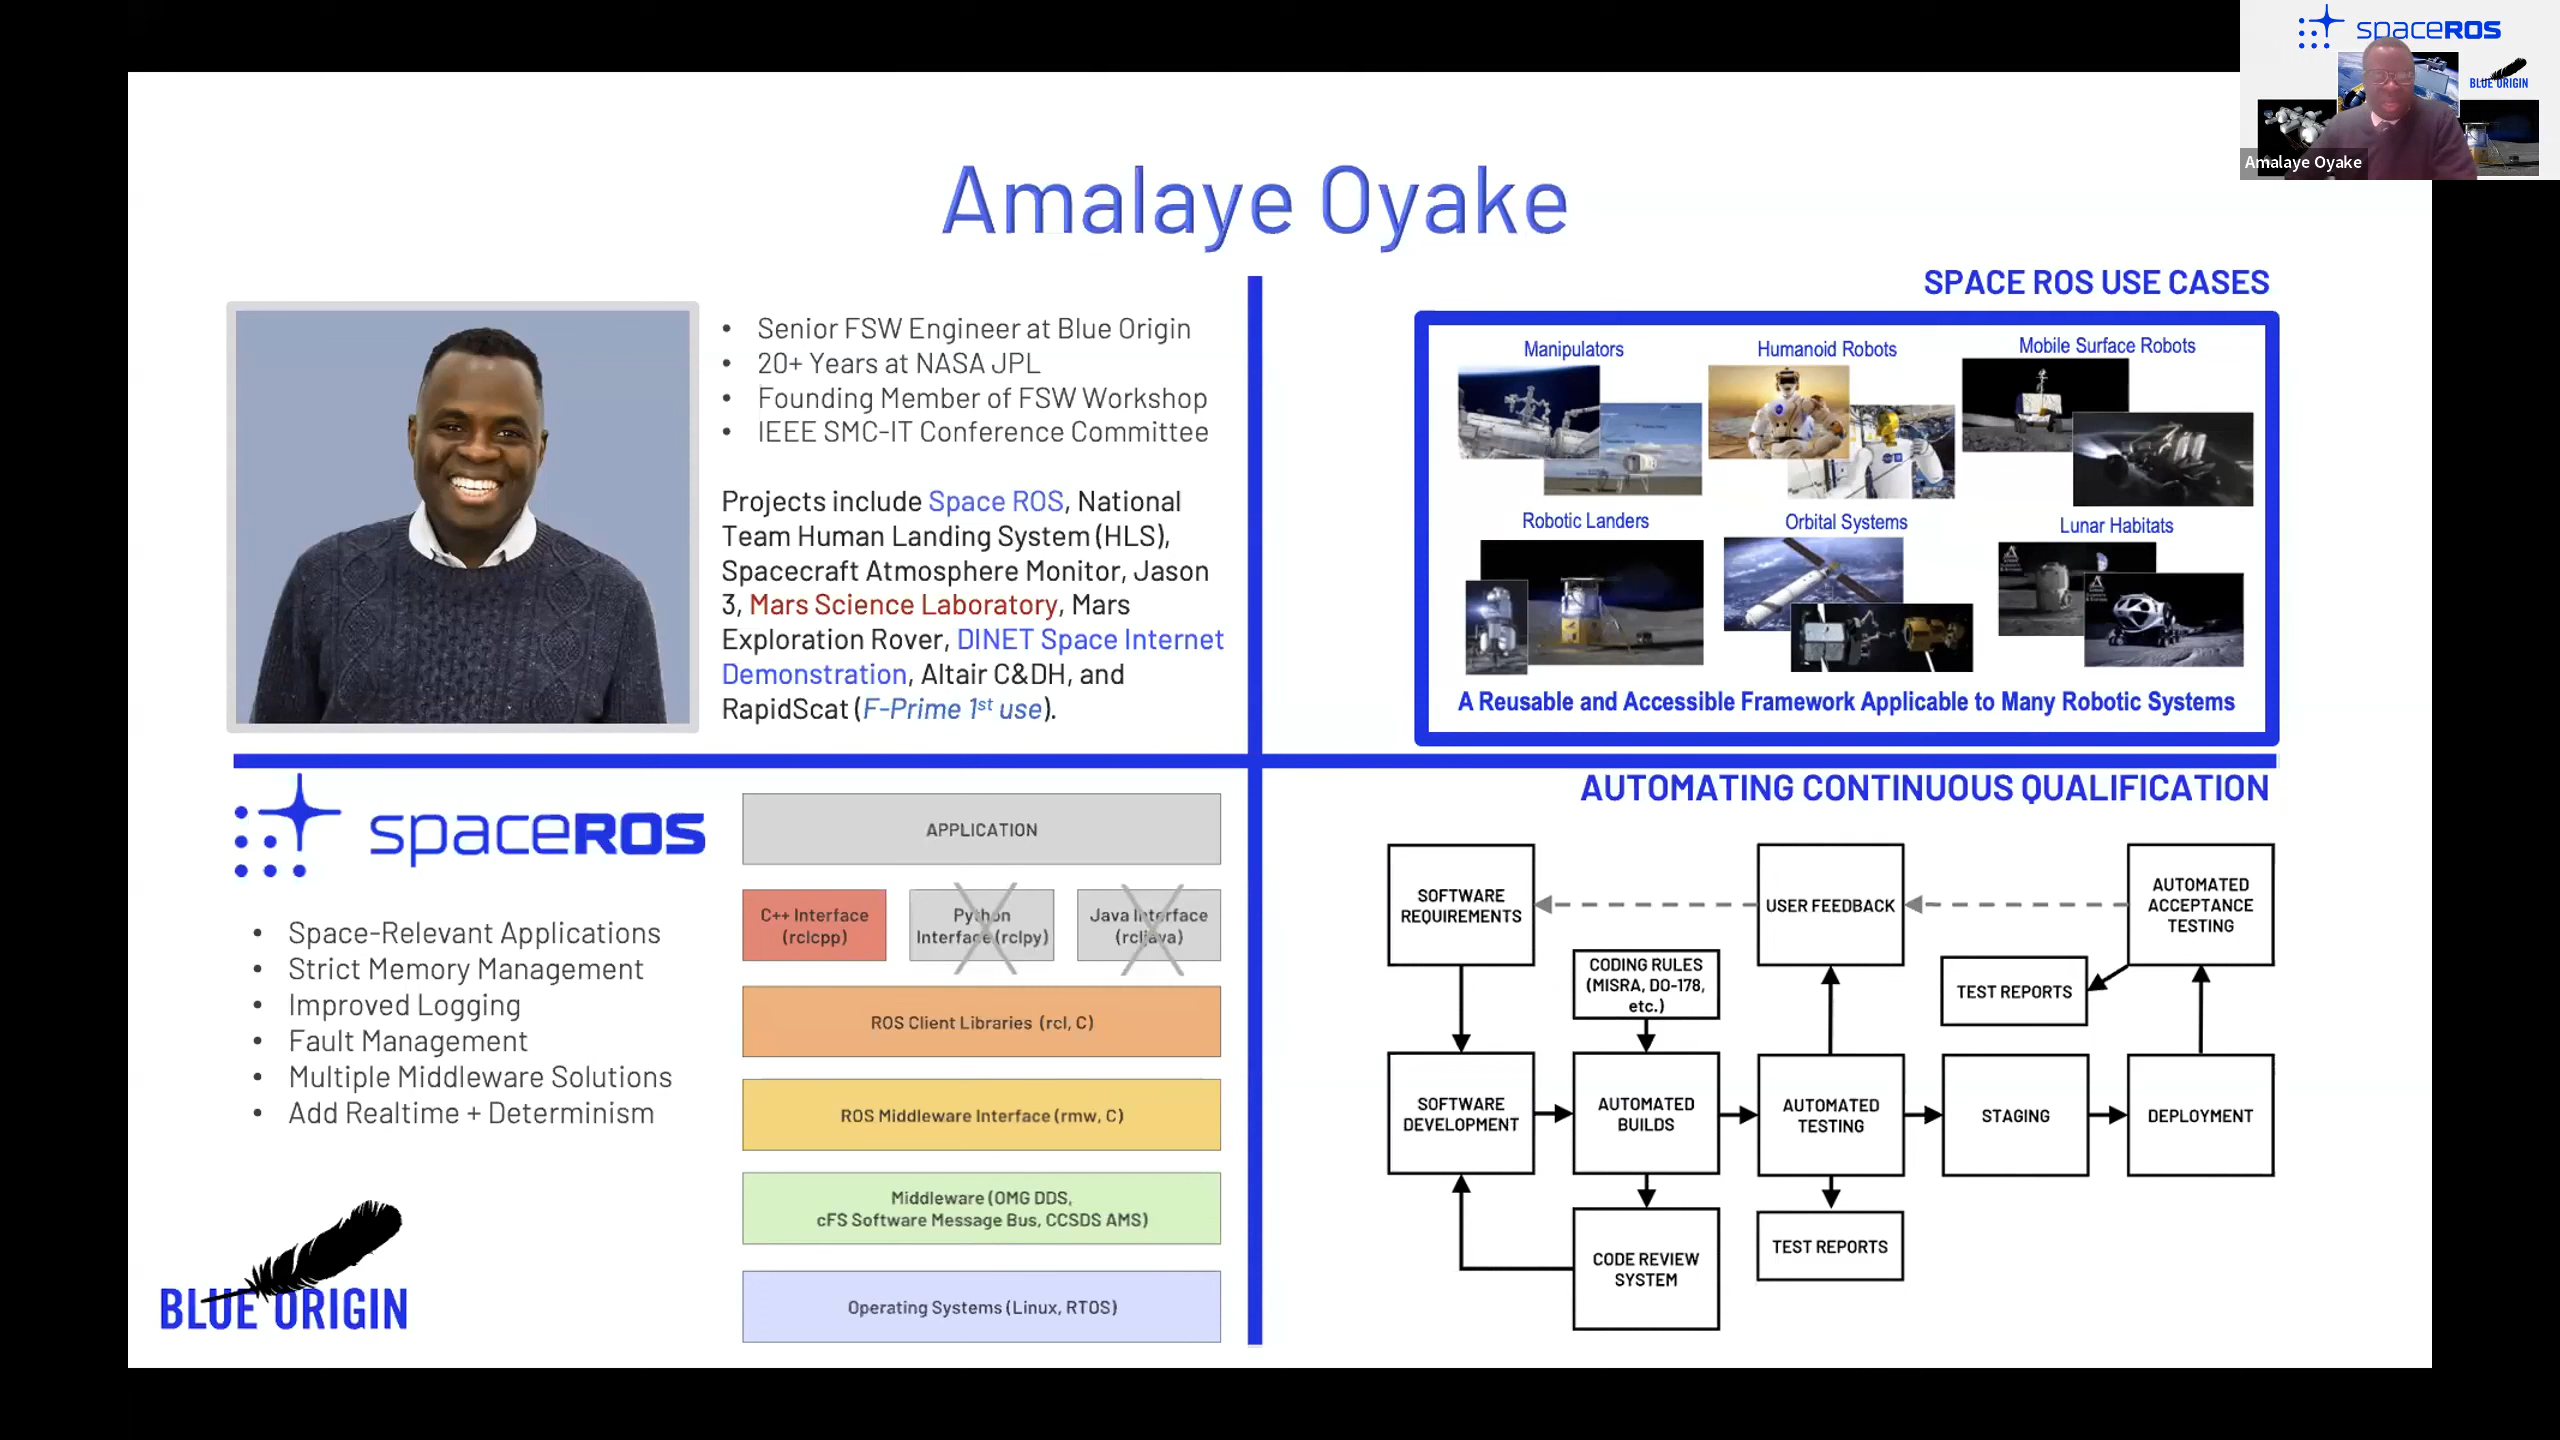 spaceROS
BLUE ORIGIN
Amalaye Oyake
Amalaye Oyake
• Senior FSW Engineer at Blue Origin
• 20+ Years at NASA JPL
• Founding Member of FSW Workshop
• IEEE SMC-IT Conference Committee
Projects include Space ROS, National
Team Human Landing System (HLS),
Spacecraft Atmosphere Monitor, Jason
3, Mars Science Laboratory, Mars
Exploration Rover, DINET Space Internet
Demonstration, Altair C&DH, and
RapidScat (F-Prime 1st use).
SPACE ROS USE CASES
Manipulators
Humanoid Robots
Mobile Surface Robots
Robotic Landers
Orbital Systems
Lunar Habitats
A Reusable and Accessible Framework Applicable to Many Robotic Systems
spaceROS
• Space-Relevant Applications
• Strict Memory Management
• Improved Logging
• Fault Management
• Multiple Middleware Solutions
• Add Realtime + Determinism
BLUE ORIGIN
APPLICATION
C++ Interface
(rclcpp)
Python
Interface (rclpy)
Java Interface
(rcljava)
ROS Client Libraries (rcl, C)
ROS Middleware Interface (rmw, C)
Middleware (OMG DDS,
cFS Software Message Bus, CCSDS AMS)
Operating Systems (Linux, RTOS)
AUTOMATING CONTINUOUS QUALIFICATION
SOFTWARE
REQUIREMENTS
USER FEEDBACK
AUTOMATED
ACCEPTANCE
TESTING
CODING RULES
(MISRA, DO-178,
etc.)
TEST REPORTS
SOFTWARE
DEVELOPMENT
AUTOMATED
BUILDS
AUTOMATED
TESTING
STAGING
DEPLOYMENT
CODE REVIEW
SYSTEM
TEST REPORTS